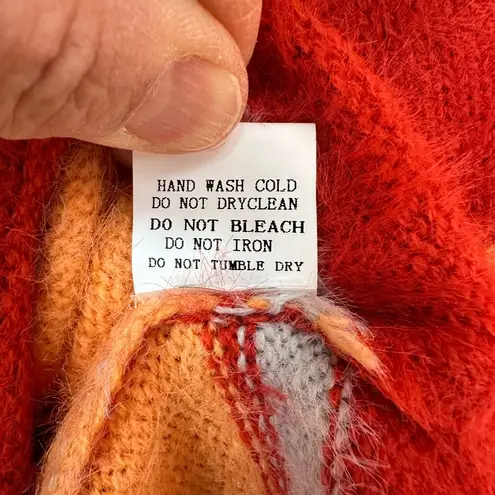 HAND WASH COLD
DO NOT DRYCLEAN
DO NOT BLEACH
DO NOT IRON
DO NOT TUMBLE DRY